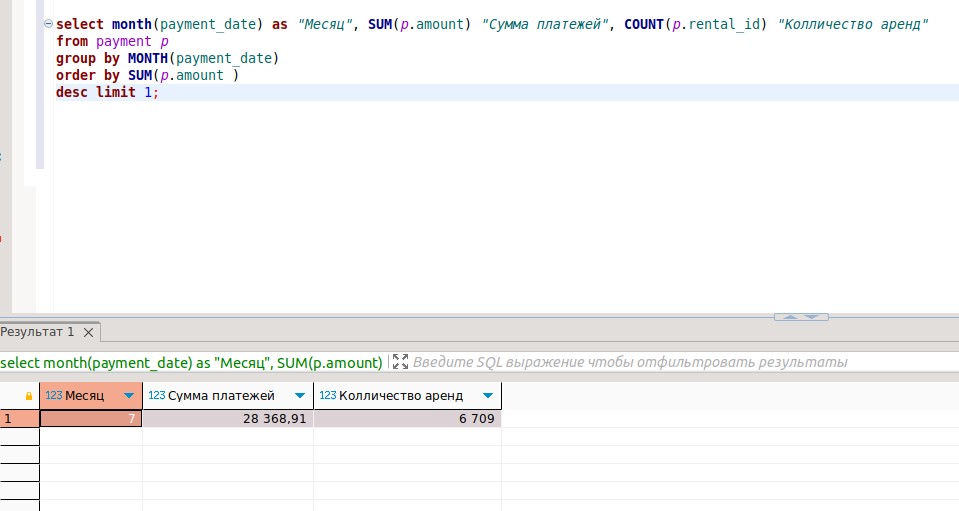 select month(payment_date) as "Месяц", SUM(p.amount) "Сумма платежей", COUNT(p.rental_id) "Колличество аренд"
from payment p
group by MONTH(payment_date)
order by SUM(p.amount )
desc limit 1;
Результат 1
select month(payment_date) as "Месяц", SUM(p.amount) Введите SQL выражение чтобы отфильтровать результаты
123 Месяц 123 Сумма платежей 123 Колличество аренд
1 7 28 368,91 6 709